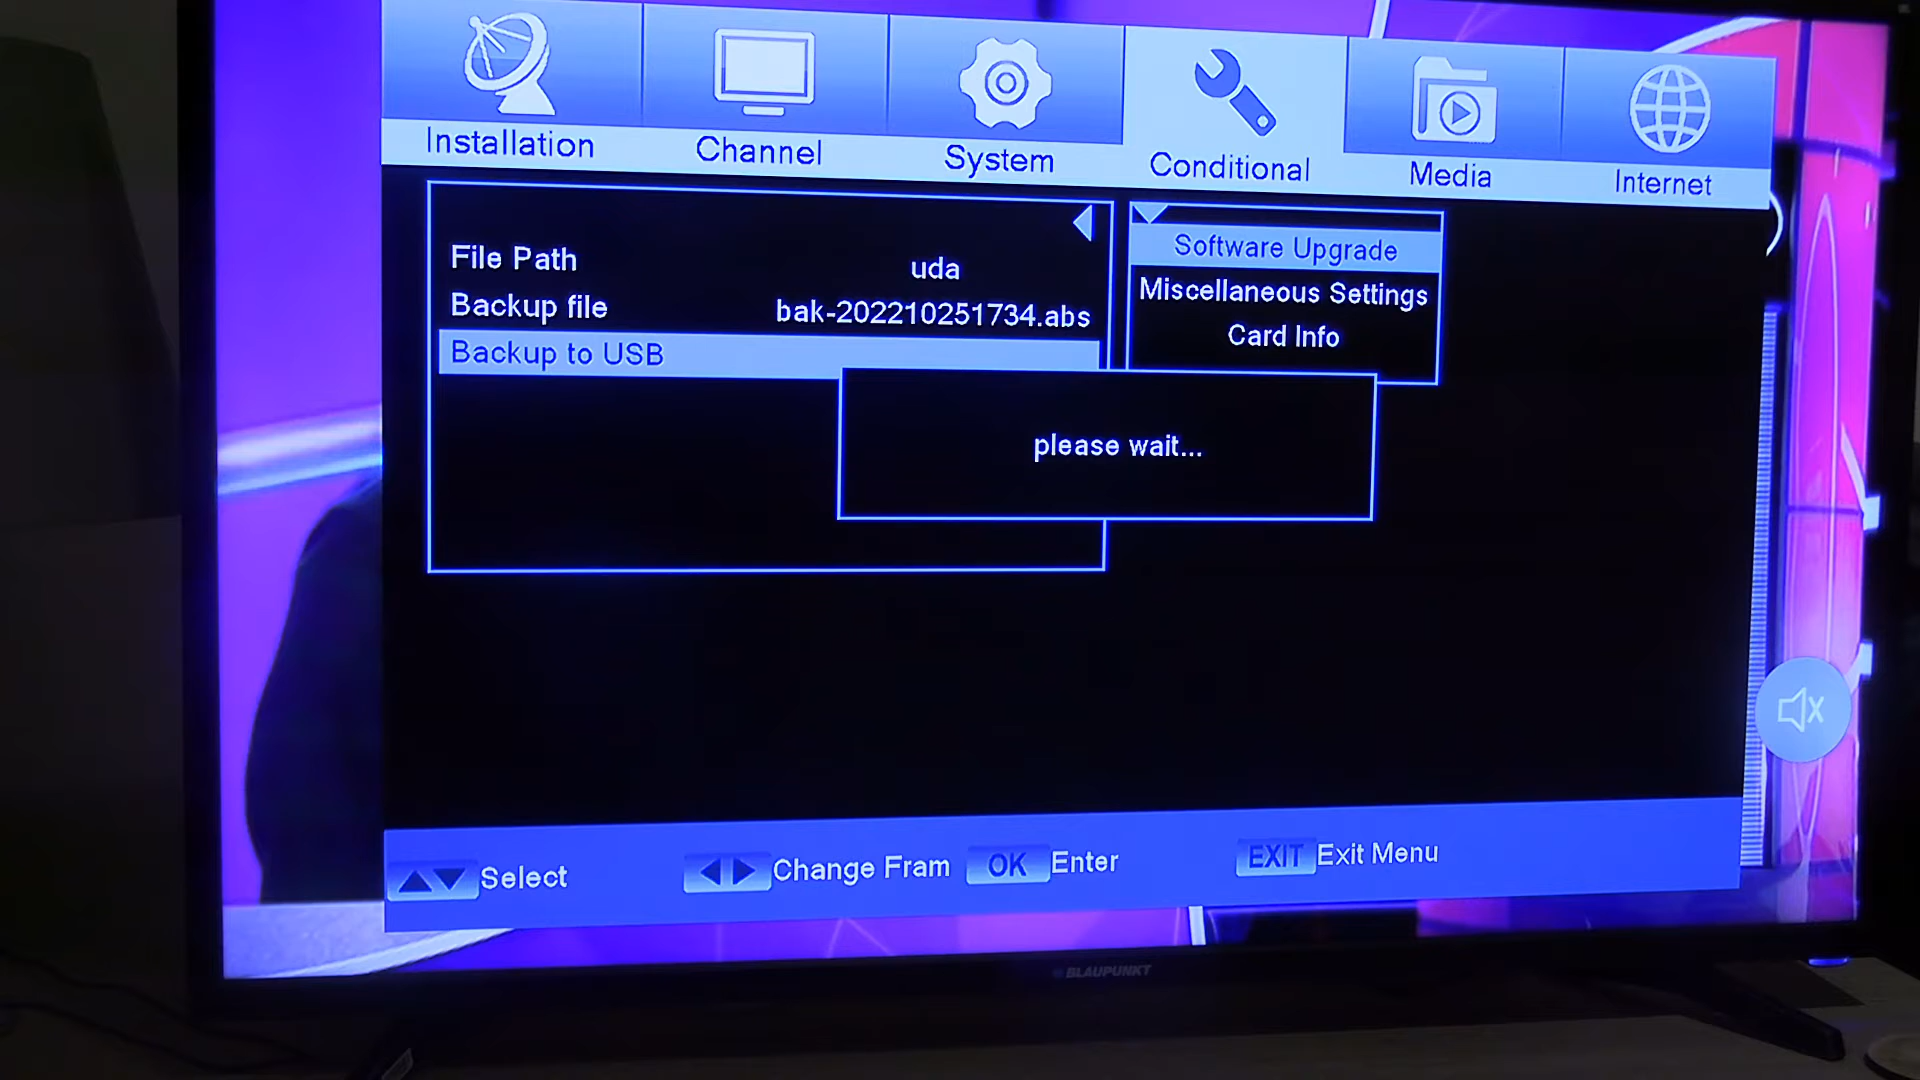 Installation
Channel
System
Conditional
Media
Internet
File Path
uda
Backup file
bak-202210251734.abs
Backup to USB
Software Upgrade
Miscellaneous Settings
Card Info
please wait...
Select
Change Fram
OK Enter
EXIT Exit Menu
BLAUPUNKT